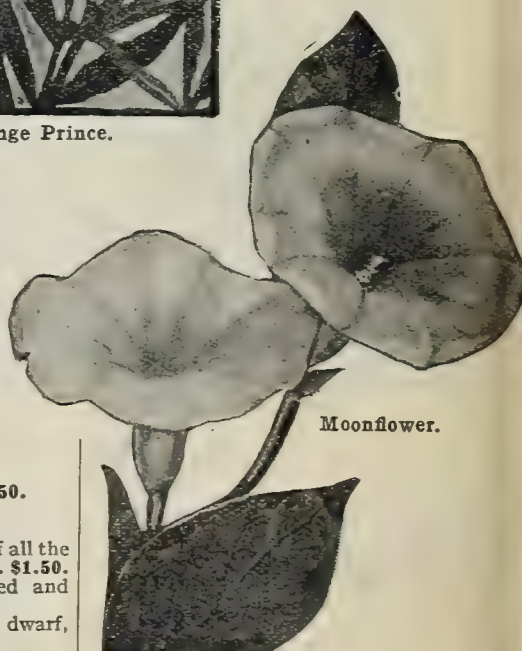 nge Prince.
Moonflower.
50.
f all the
. $1.50.
ed and
dwarf,